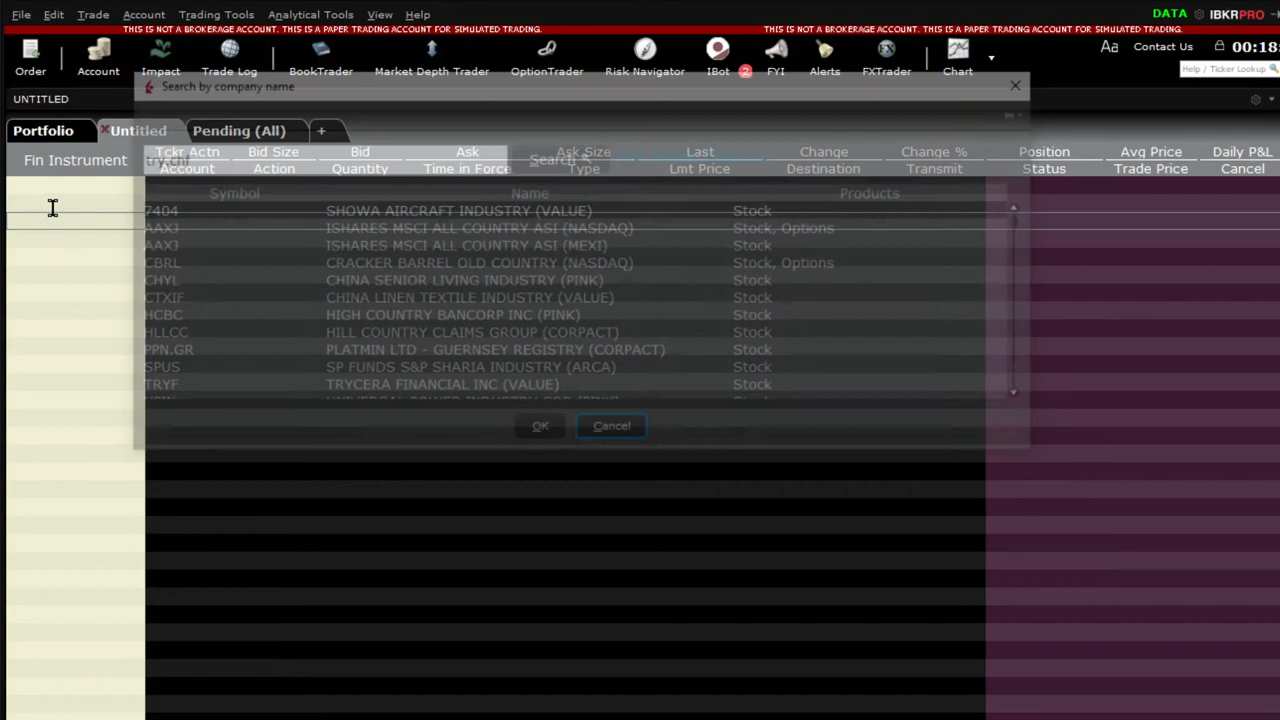 File Edit Trade Account Trading Tools Analytical Tools View Help DATA IBKRPRO
THIS IS NOT A BROKERAGE ACCOUNT. THIS IS A PAPER TRADING ACCOUNT FOR SIMULATED TRADING. THIS IS NOT A BROKERAGE ACCOUNT. THIS IS A PAPER TRADING ACCOUNT FOR SIMULATED TRADING.
Aa Contact Us 00:18:
Order Account Impact Trade Log BookTrader Market Depth Trader OptionTrader Risk Navigator IBot 2 FYI Alerts FXTrader Chart
Help / Ticker Lookup
Search by company name
UNTITLED
Portfolio Untitled Pending (All) +
Fin Instrument
Tckr Actn Bid Size Bid Ask Ask Size Last Change Change % Position Avg Price Daily P&L
Account Action Quantity Time in Force Type Lmt Price Destination Transmit Status Trade Price Cancel
Search
Symbol Name Products
7404 SHOWA AIRCRAFT INDUSTRY (VALUE) Stock
AAXJ ISHARES MSCI ALL COUNTRY ASI (NASDAQ) Stock, Options
AAXJ ISHARES MSCI ALL COUNTRY ASI (MEXI) Stock
CBRL CRACKER BARREL OLD COUNTRY (NASDAQ) Stock, Options
CHYL CHINA SENIOR LIVING INDUSTRY (PINK) Stock
CTXIF CHINA LINEN TEXTILE INDUSTRY (VALUE) Stock
HCBC HIGH COUNTRY BANCORP INC (PINK) Stock
HLLCC HILL COUNTRY CLAIMS GROUP (CORPACT) Stock
PPN.GR PLATMIN LTD - GUERNSEY REGISTRY (CORPACT) Stock
SPUS SP FUNDS S&P SHARIA INDUSTRY (ARCA) Stock
TRYF TRYCERA FINANCIAL INC (VALUE) Stock
OK Cancel